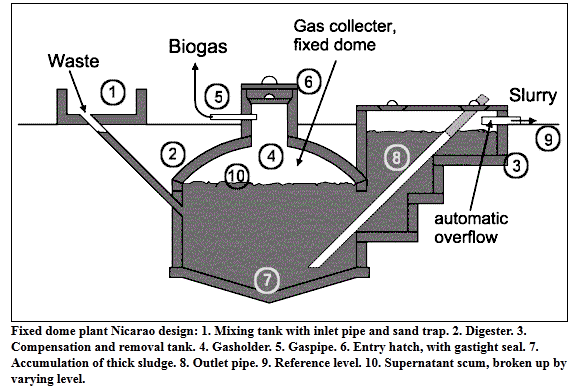 Gas collecter,
fixed dome
Biogas
Waste
Slurry
1
5
6
2
4
8
9
3
10
automatic
overflow
7
Fixed dome plant Nicarao design: 1. Mixing tank with inlet pipe and sand trap. 2. Digester. 3.
Compensation and removal tank. 4. Gasholder. 5. Gaspipe. 6. Entry hatch, with gastight seal. 7.
Accumulation of thick sludge. 8. Outlet pipe. 9. Reference level. 10. Supernatant scum, broken up by
varying level.